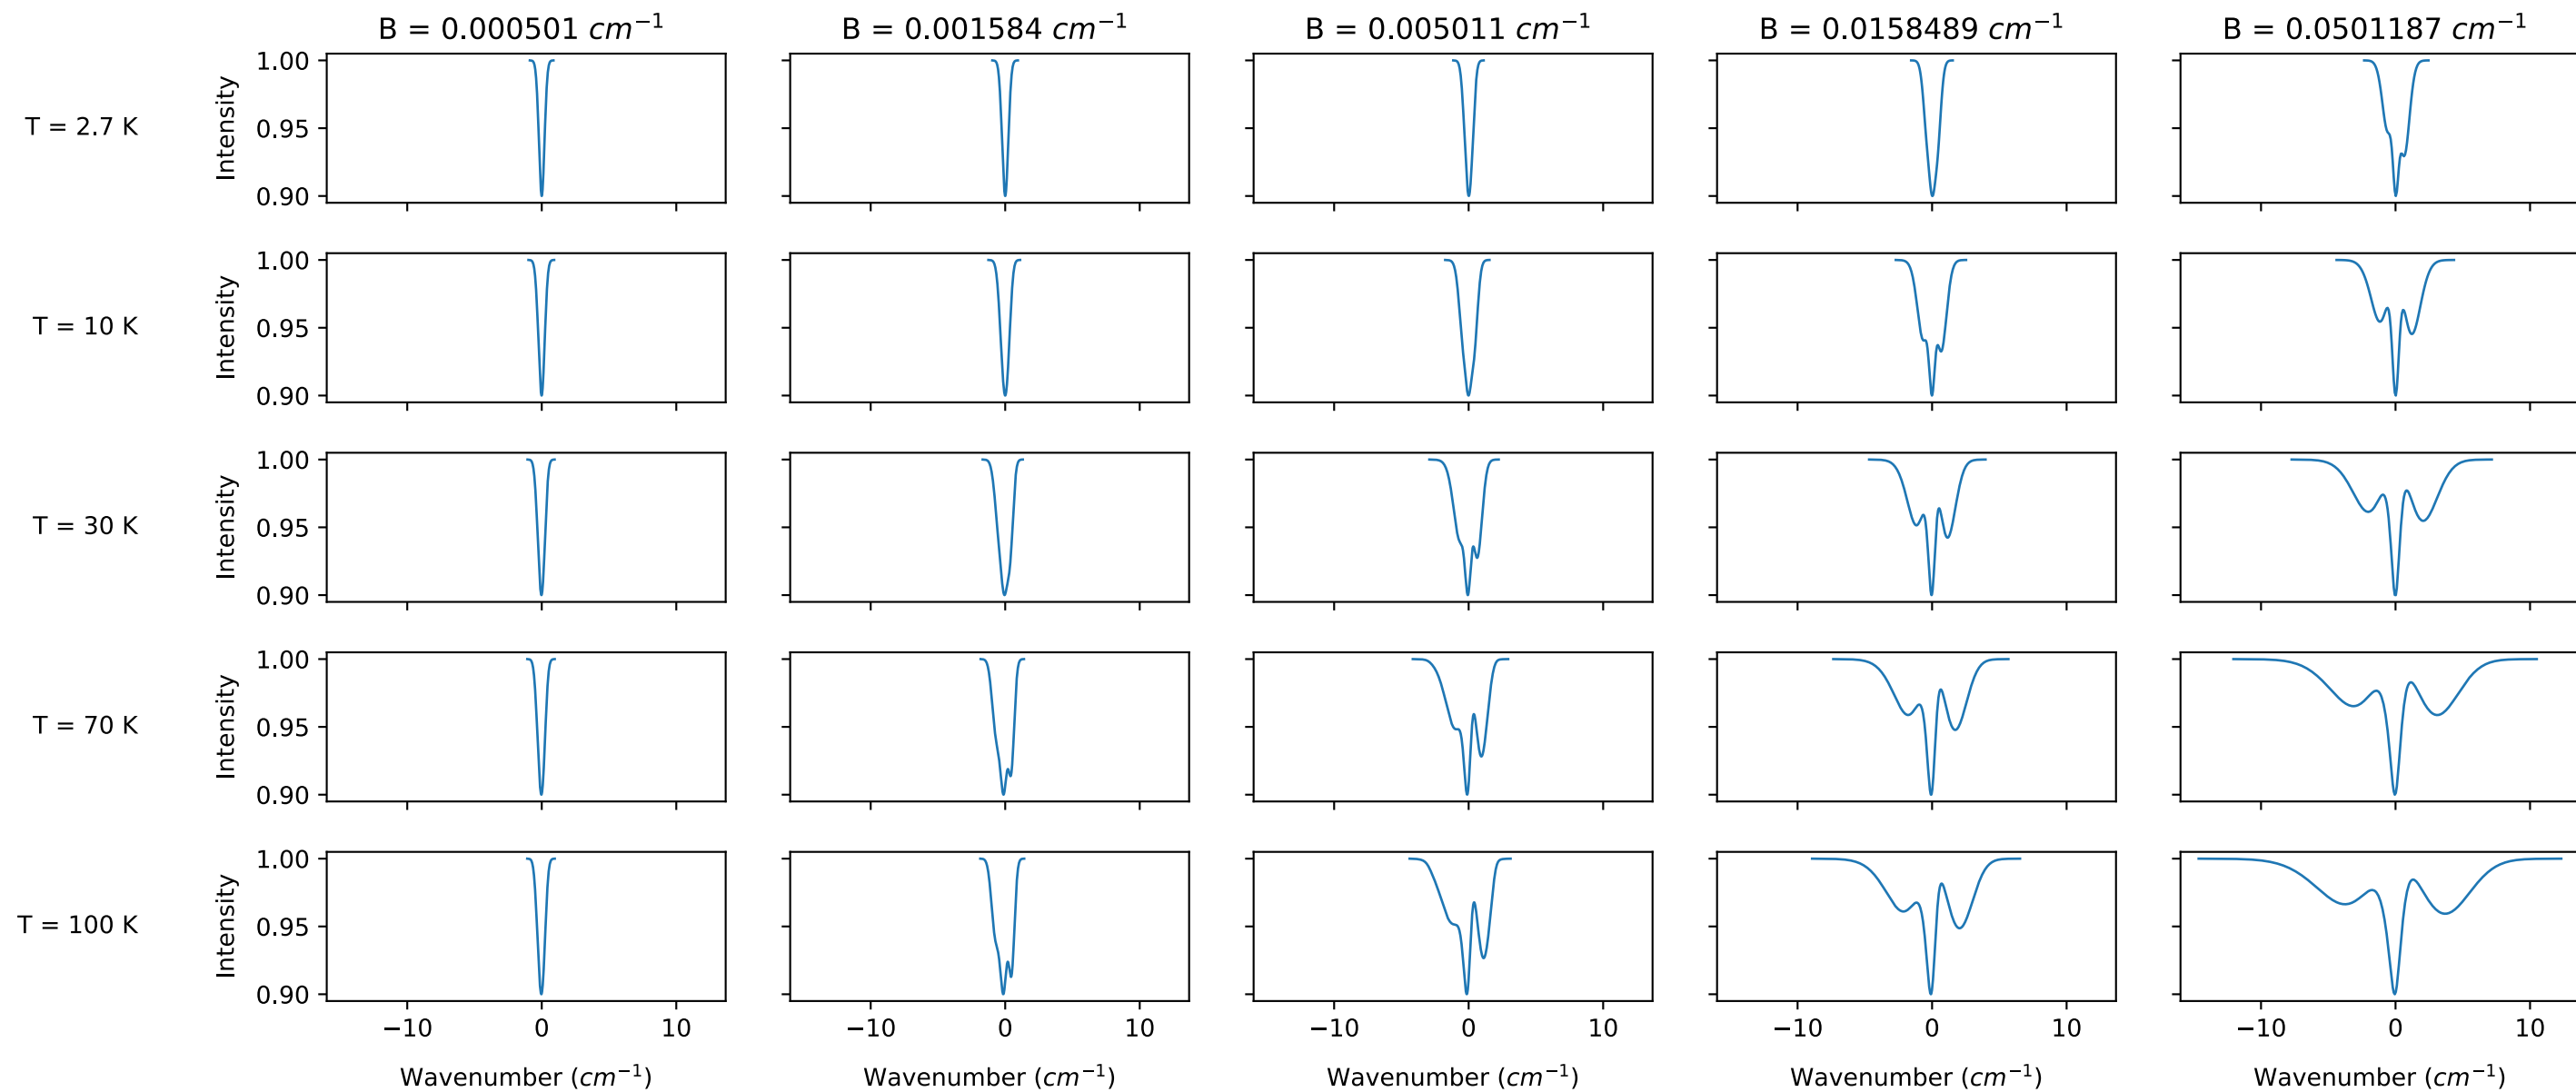 B = 0.000501 cm⁻¹ B = 0.001584 cm⁻¹ B = 0.005011 cm⁻¹ B = 0.0158489 cm⁻¹ B = 0.0501187 cm⁻¹
T = 2.7 K
Intensity
1.00
0.95
0.90
T = 10 K
Intensity
1.00
0.95
0.90
T = 30 K
Intensity
1.00
0.95
0.90
T = 70 K
Intensity
1.00
0.95
0.90
T = 100 K
Intensity
1.00
0.95
0.90
−10 0 10 −10 0 10 −10 0 10 −10 0 10 −10 0 10
Wavenumber (cm⁻¹) Wavenumber (cm⁻¹) Wavenumber (cm⁻¹) Wavenumber (cm⁻¹) Wavenumber (cm⁻¹)